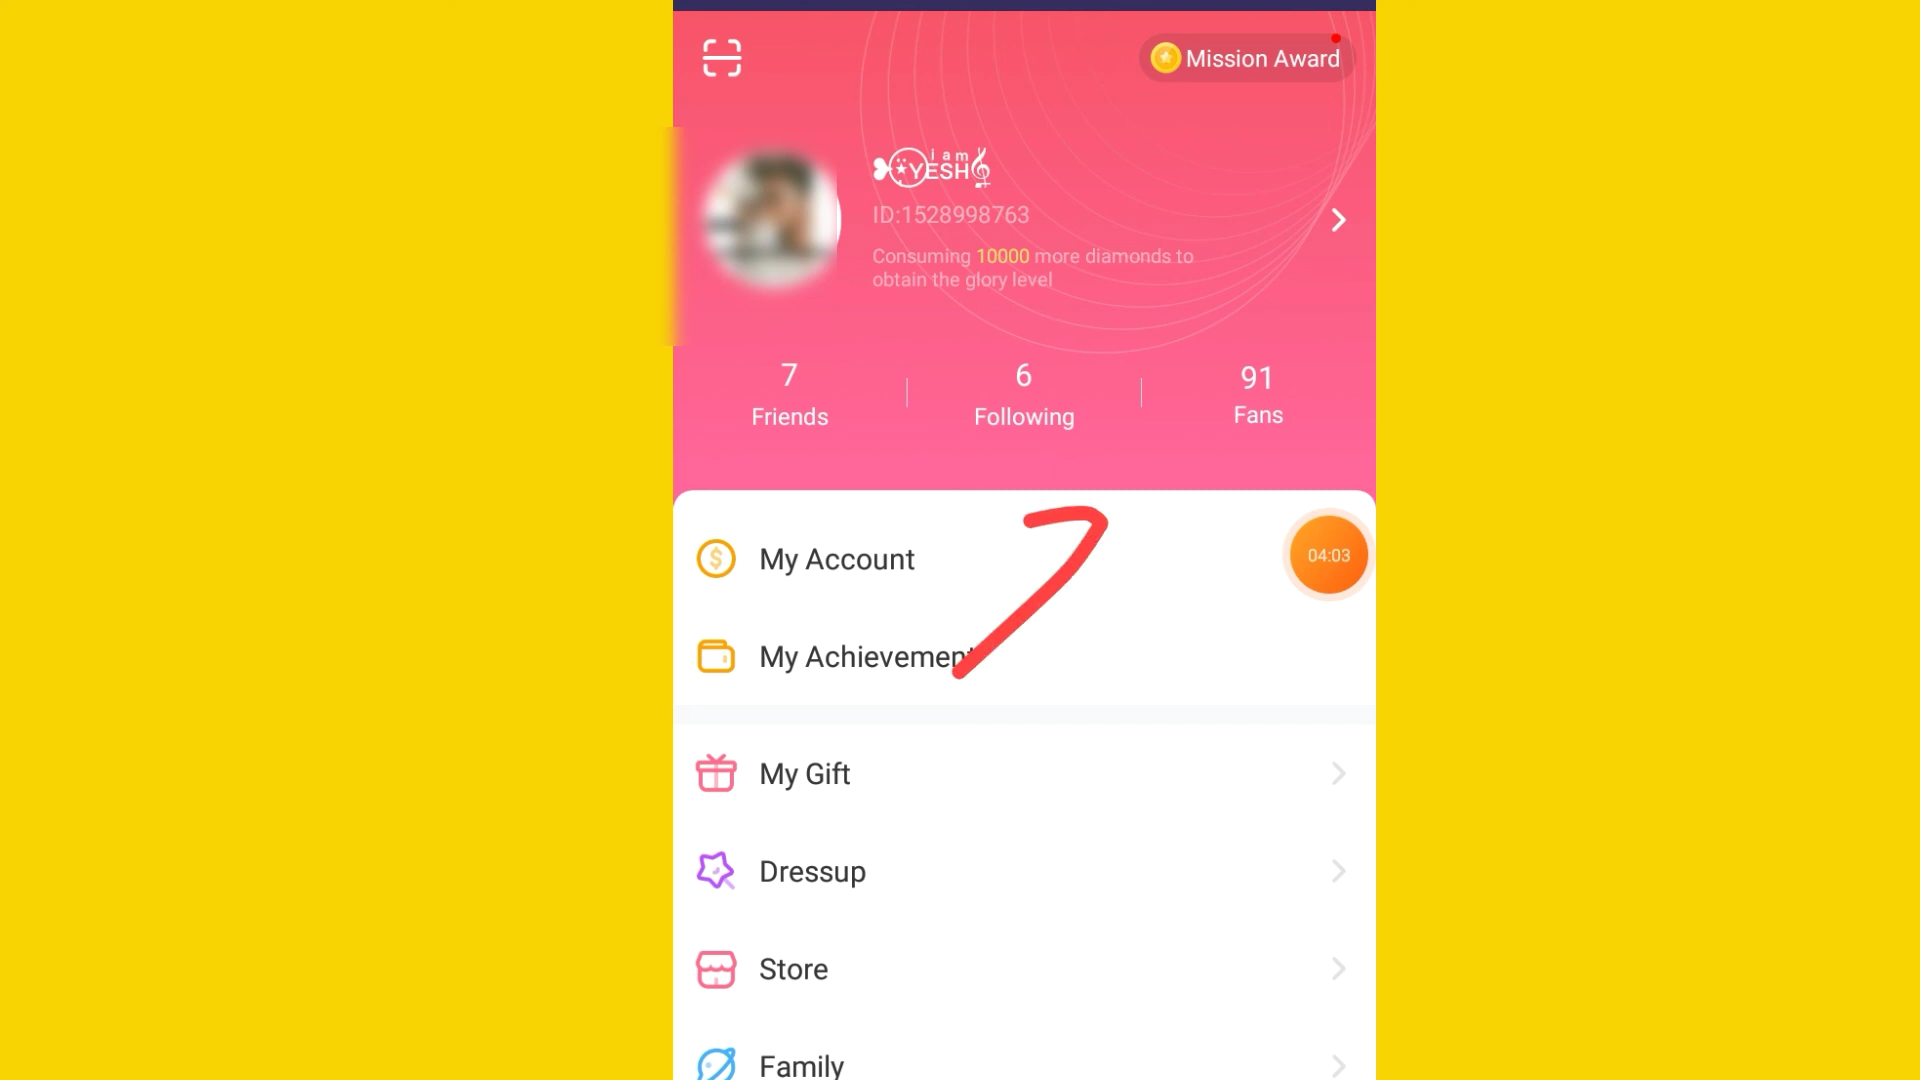 Mission Award
i am
YESH
ID:1528998763
Consuming 10000 more diamonds to
obtain the glory level
7
Friends
6
Following
91
Fans
My Account
04:03
My Achievement
My Gift
Dressup
Store
Family